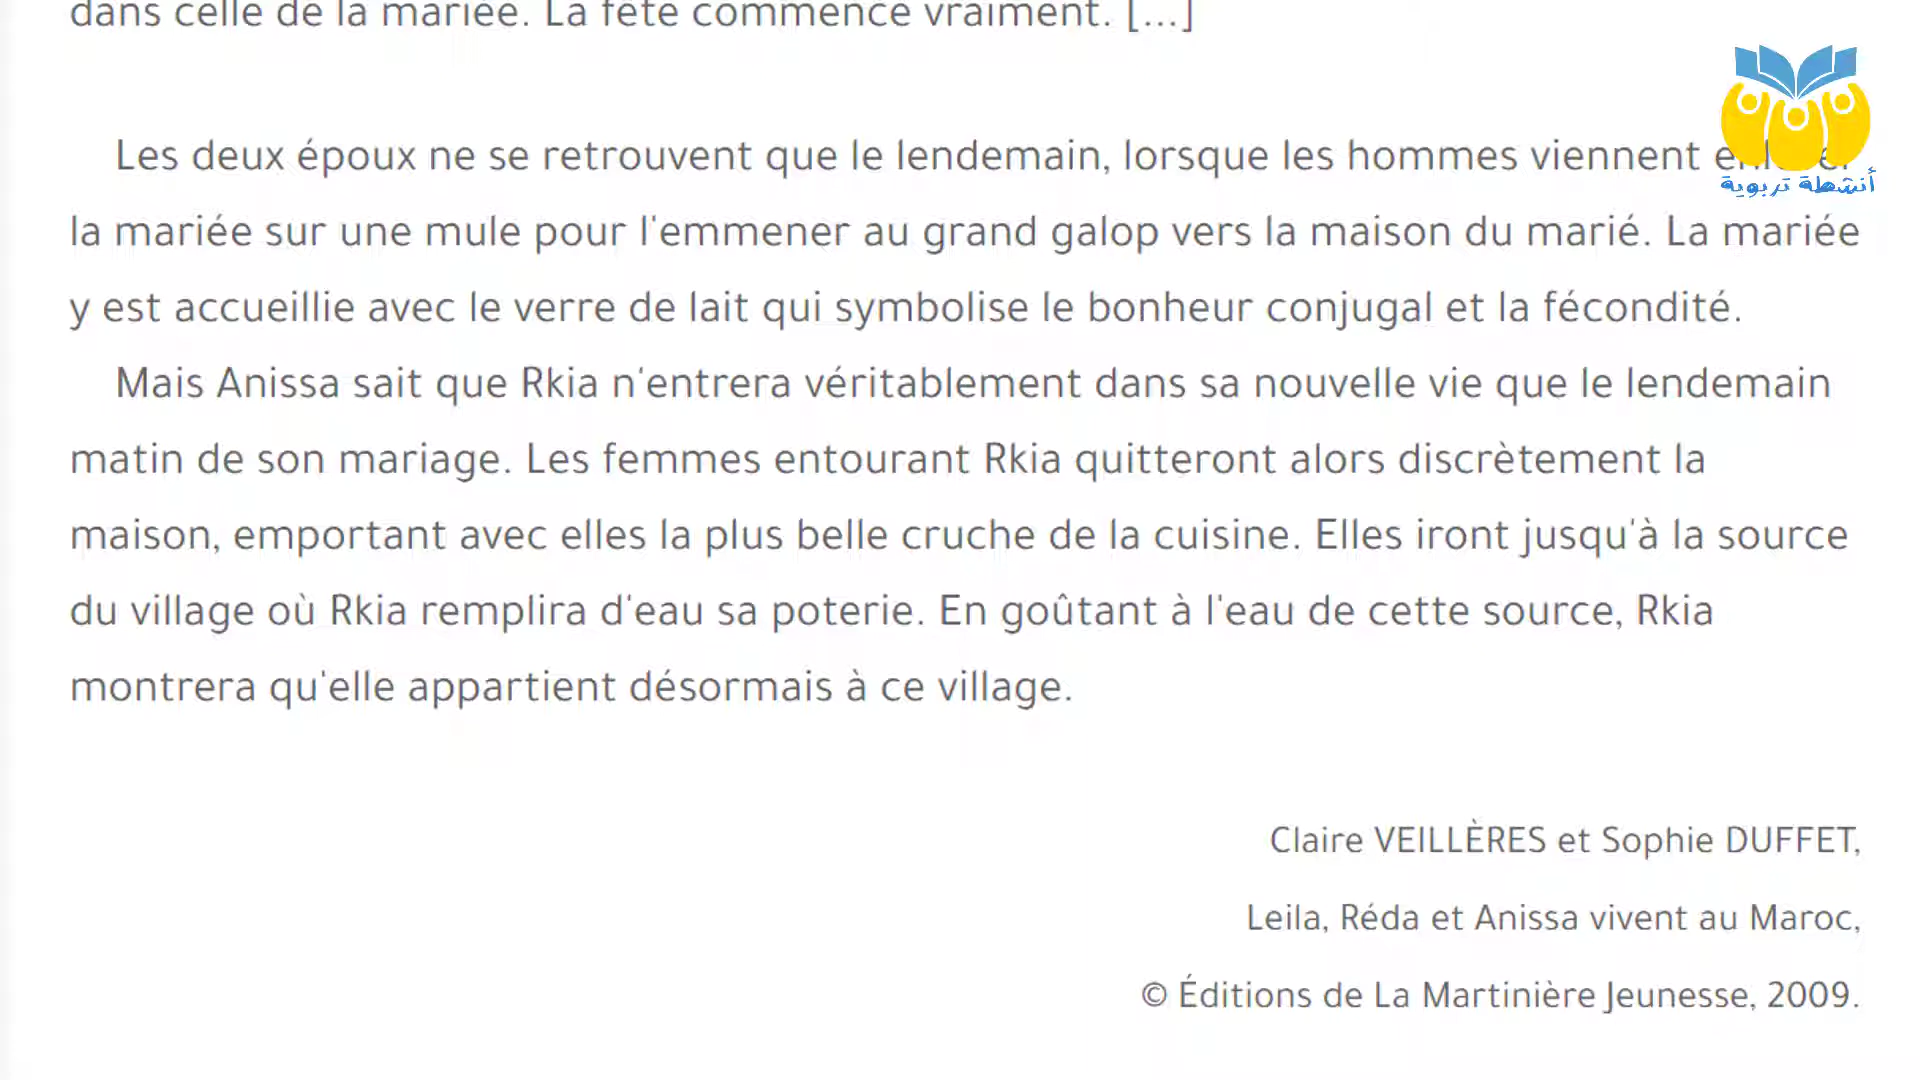 dans celle de la mariée. La fête commence vraiment. [...]
Les deux époux ne se retrouvent que le lendemain, lorsque les hommes viennent
la mariée sur une mule pour l'emmener au grand galop vers la maison du marié. La mariée
y est accueillie avec le verre de lait qui symbolise le bonheur conjugal et la fécondité.
Mais Anissa sait que Rkia n'entrera véritablement dans sa nouvelle vie que le lendemain
matin de son mariage. Les femmes entourant Rkia quitteront alors discrètement la
maison, emportant avec elles la plus belle cruche de la cuisine. Elles iront jusqu'à la source
du village où Rkia remplira d'eau sa poterie. En goûtant à l'eau de cette source, Rkia
montrera qu'elle appartient désormais à ce village.
Claire VEILLÈRES et Sophie DUFFET,
Leila, Réda et Anissa vivent au Maroc,
© Éditions de La Martinière Jeunesse, 2009.
أنشطة تربوية